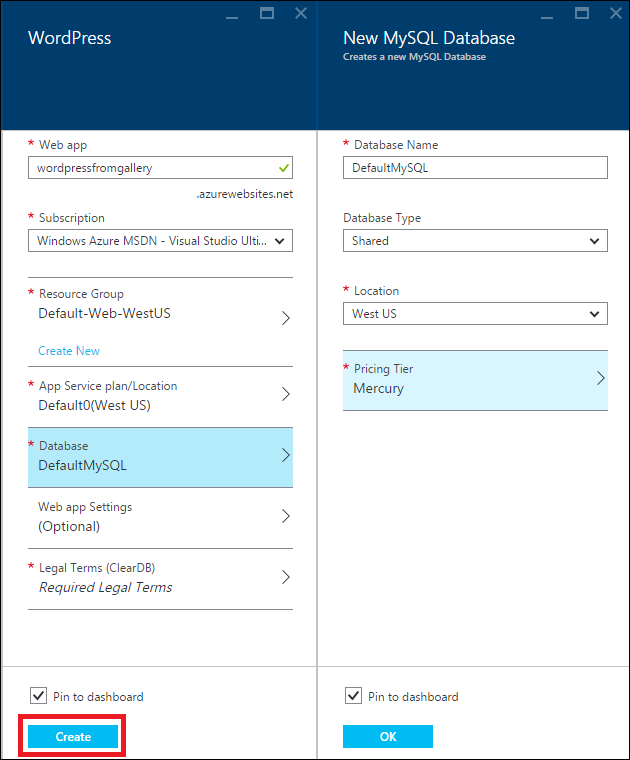 WordPress
* Web app
wordpressfromgallery
.azurewebsites.net
* Subscription
Windows Azure MSDN - Visual Studio Ulti...
* Resource Group
Default-Web-WestUS
Create New
* App Service plan/Location
Default0(West US)
* Database
DefaultMySQL
Web app Settings
(Optional)
* Legal Terms (ClearDB)
Required Legal Terms
Pin to dashboard
Create
New MySQL Database
Creates a new MySQL Database
* Database Name
DefaultMySQL
Database Type
Shared
* Location
West US
* Pricing Tier
Mercury
Pin to dashboard
OK